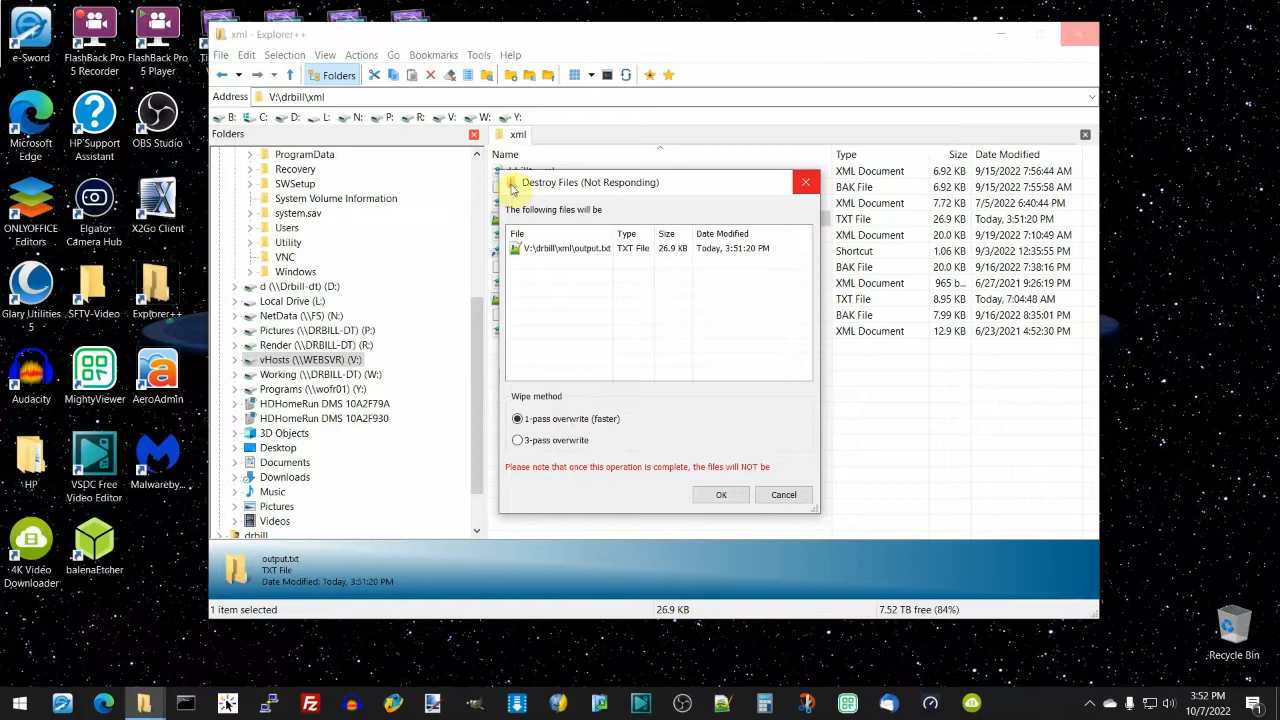 e-Sword
FlashBack Pro
5 Recorder
FlashBack Pro
5 Player
Microsoft
Edge
HP Support
Assistant
OBS Studio
ONLYOFFICE
Editors
Elgato
Camera Hub
X2Go Client
Glary Utilities
5
SFTV-Video
Explorer++
Audacity
MightyViewer
AeroAdmin
HP
VSDC Free
Video Editor
Malwareby...
4K Video
Downloader
balenaEtcher
Recycle Bin
xml - Explorer++
File Edit Selection View Actions Go Bookmarks Tools Help
Folders
Address V:\drbill\xml
B: C: D: L: N: P: R: V: W: Y:
Folders
xml
ProgramData
Recovery
SWSetup
System Volume Information
system.sav
Users
Utility
VNC
Windows
d (\\Drbill-dt) (D:)
Local Drive (L:)
NetData (\\FS) (N:)
Pictures (\\DRBILL-DT) (P:)
Render (\\DRBILL-DT) (R:)
vHosts (\\WEBSVR) (V:)
Working (\\DRBILL-DT) (W:)
Programs (\\wofr01) (Y:)
HDHomeRun DMS 10A2F79A
HDHomeRun DMS 10A2F930
3D Objects
Desktop
Documents
Downloads
Music
Pictures
Videos
drbill
Name Type Size Date Modified
XML Document 6.92 KB 9/15/2022 7:56:44 AM
BAK File 6.92 KB 9/15/2022 7:55:58 AM
XML Document 7.72 KB 7/5/2022 6:40:44 PM
TXT File 26.9 KB Today, 3:51:20 PM
XML Document 20.0 KB 9/19/2022 7:10:49 AM
Shortcut 1.06 KB 9/3/2022 12:35:55 PM
BAK File 20.0 KB 9/16/2022 7:38:16 PM
XML Document 965 b... 6/27/2021 9:26:19 PM
TXT File 8.95 KB Today, 7:04:48 AM
BAK File 7.99 KB 9/16/2022 8:35:01 PM
XML Document 12.9 KB 6/23/2021 4:52:30 PM
Destroy Files (Not Responding)
The following files will be
File Type Size Date Modified
V:\drbill\xml\output.txt TXT File 26.9 KB Today, 3:51:20 PM
Wipe method
1-pass overwrite (faster)
3-pass overwrite
Please note that once this operation is complete, the files will NOT be
OK Cancel
output.txt
TXT File
Date Modified: Today, 3:51:20 PM
1 item selected 26.9 KB 7.52 TB free (84%)
3:52 PM
10/7/2022